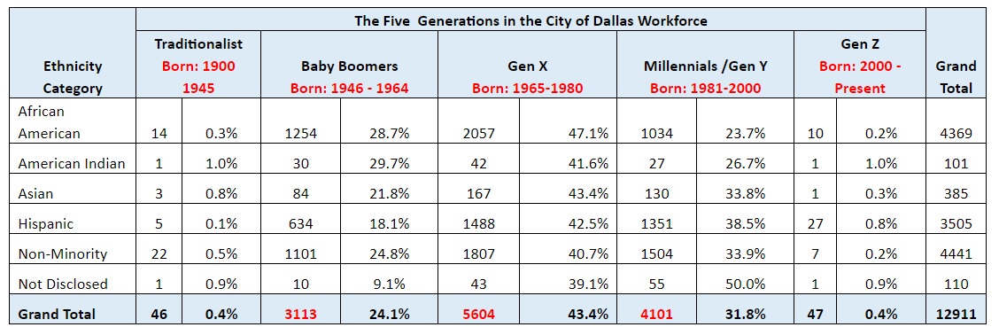 The Five Generations in the City of Dallas Workforce
Ethnicity Category
Traditionalist
Born: 1900
1945
Baby Boomers
Born: 1946 - 1964
Gen X
Born: 1965-1980
Millennials /Gen Y
Born: 1981-2000
Gen Z
Born: 2000 -
Present
Grand
Total
African
American 14 0.3% 1254 28.7% 2057 47.1% 1034 23.7% 10 0.2% 4369
American Indian 1 1.0% 30 29.7% 42 41.6% 27 26.7% 1 1.0% 101
Asian 3 0.8% 84 21.8% 167 43.4% 130 33.8% 1 0.3% 385
Hispanic 5 0.1% 634 18.1% 1488 42.5% 1351 38.5% 27 0.8% 3505
Non-Minority 22 0.5% 1101 24.8% 1807 40.7% 1504 33.9% 7 0.2% 4441
Not Disclosed 1 0.9% 10 9.1% 43 39.1% 55 50.0% 1 0.9% 110
Grand Total 46 0.4% 3113 24.1% 5604 43.4% 4101 31.8% 47 0.4% 12911